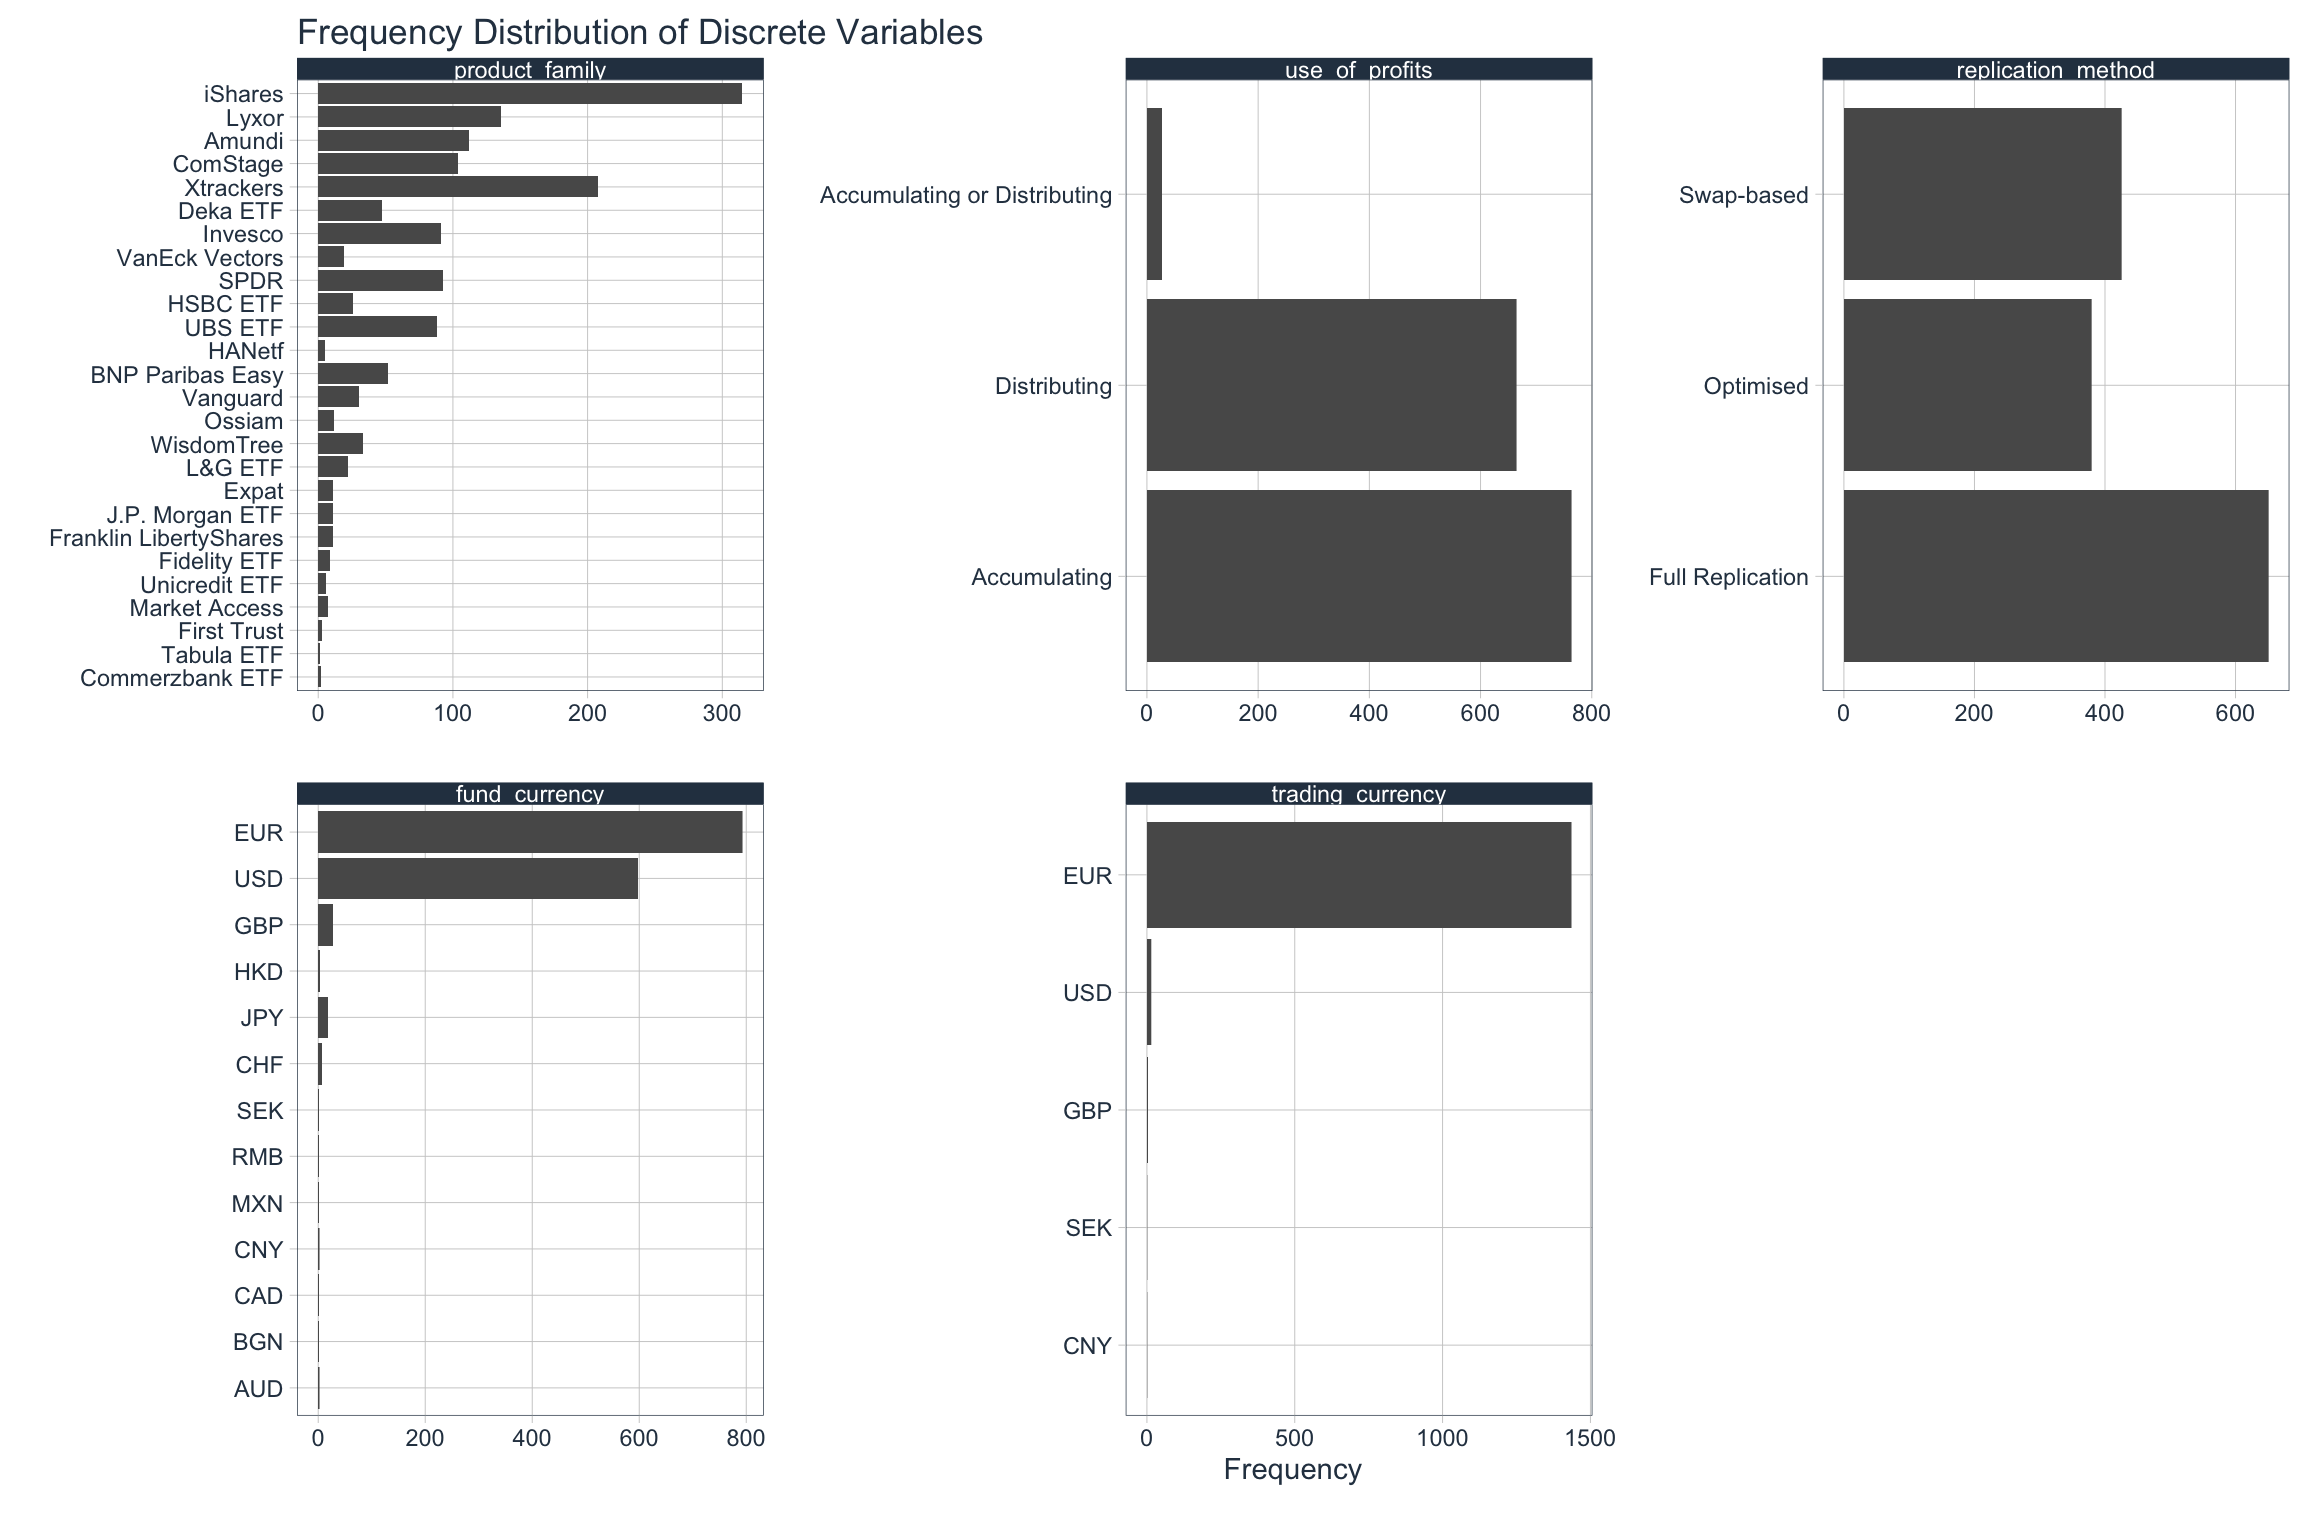 Frequency Distribution of Discrete Variables
product_family
iShares
Lyxor
Amundi
ComStage
Xtrackers
Deka ETF
Invesco
VanEck Vectors
SPDR
HSBC ETF
UBS ETF
HANetf
BNP Paribas Easy
Vanguard
Ossiam
WisdomTree
L&G ETF
Expat
J.P. Morgan ETF
Franklin LibertyShares
Fidelity ETF
Unicredit ETF
Market Access
First Trust
Tabula ETF
Commerzbank ETF
0 100 200 300
use_of_profits
Accumulating or Distributing
Distributing
Accumulating
0 200 400 600 800
replication_method
Swap-based
Optimised
Full Replication
0 200 400 600
fund_currency
EUR
USD
GBP
HKD
JPY
CHF
SEK
RMB
MXN
CNY
CAD
BGN
AUD
0 200 400 600 800
trading_currency
EUR
USD
GBP
SEK
CNY
0 500 1000 1500
Frequency